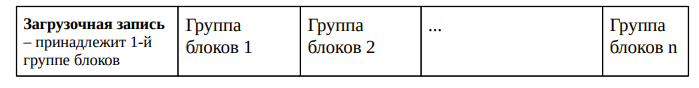 Загрузочная запись
– принадлежит 1-й
группе блоков
Группа
блоков 1
Группа
блоков 2
...
Группа
блоков n